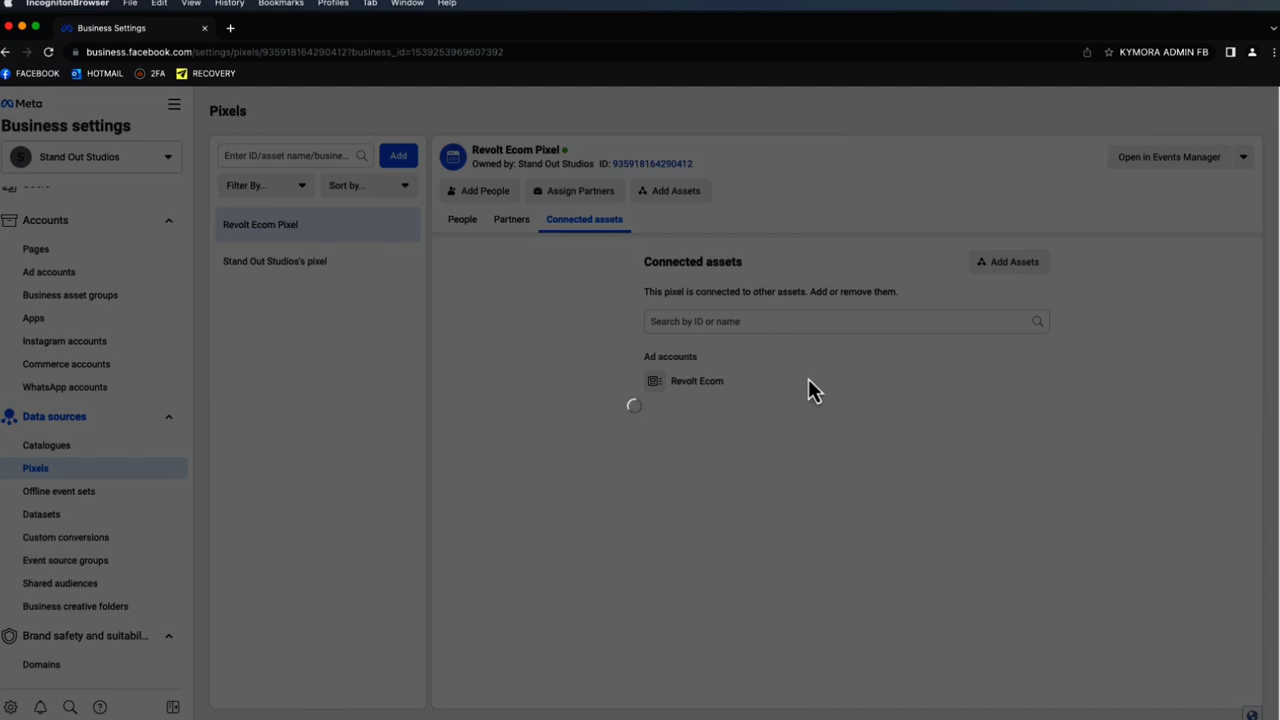 IncognitonBrowser File Edit View History Bookmarks Profiles Tab Window Help
Business Settings
business.facebook.com/settings/pixels/935918164290412?business_id=1539253969607392
KYMORA ADMIN FB
FACEBOOK HOTMAIL 2FA RECOVERY
Meta
Business settings
S Stand Out Studios
Users
Accounts
Pages
Ad accounts
Business asset groups
Apps
Instagram accounts
Commerce accounts
WhatsApp accounts
Data sources
Catalogues
Pixels
Offline event sets
Datasets
Custom conversions
Event source groups
Shared audiences
Business creative folders
Brand safety and suitabil...
Domains
Pixels
Enter ID/asset name/busine... Add
Filter By... Sort by...
Revolt Ecom Pixel
Stand Out Studios's pixel
Revolt Ecom Pixel
Owned by: Stand Out Studios ID: 935918164290412
Open in Events Manager
Add People Assign Partners Add Assets
People Partners Connected assets
Connected assets Add Assets
This pixel is connected to other assets. Add or remove them.
Search by ID or name
Ad accounts
Revolt Ecom